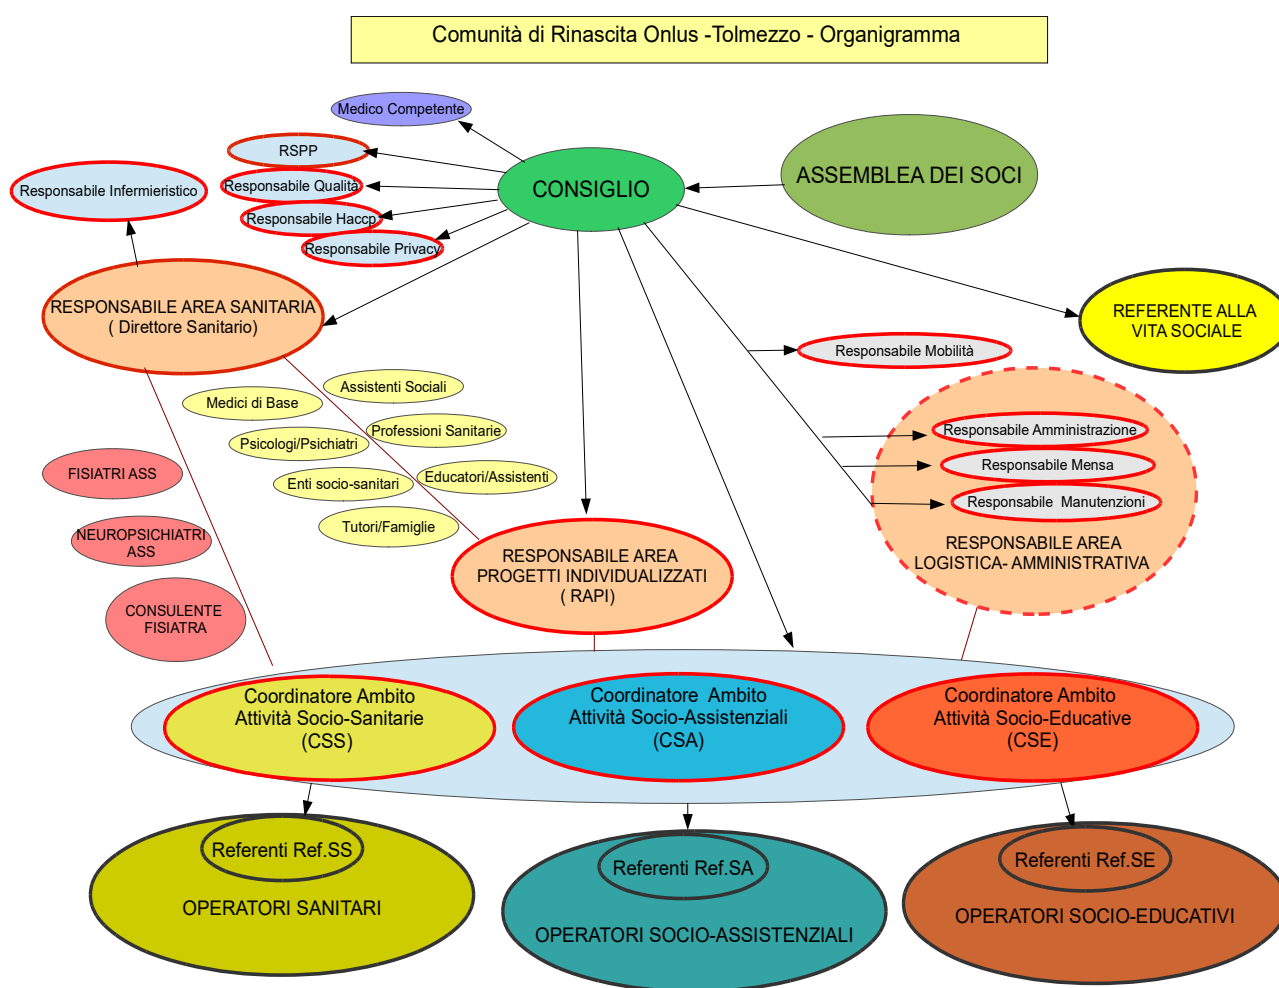 Comunità di Rinascita Onlus -Tolmezzo - Organigramma
Medico Competente
RSPP
Responsabile Qualità
Responsabile Haccp
Responsabile Privacy
Responsabile Infermieristico
CONSIGLIO
ASSEMBLEA DEI SOCI
RESPONSABILE AREA SANITARIA
( Direttore Sanitario)
REFERENTE ALLA
VITA SOCIALE
Responsabile Mobilità
Assistenti Sociali
Medici di Base
Professioni Sanitarie
Psicologi/Psichiatri
Educatori/Assistenti
Enti socio-sanitari
Tutori/Famiglie
Responsabile Amministrazione
Responsabile Mensa
Responsabile Manutenzioni
RESPONSABILE AREA
LOGISTICA- AMMINISTRATIVA
FISIATRI ASS
NEUROPSICHIATRI
ASS
CONSULENTE
FISIATRA
RESPONSABILE AREA
PROGETTI INDIVIDUALIZZATI
( RAPI)
Coordinatore Ambito
Attività Socio-Sanitarie
(CSS)
Coordinatore Ambito
Attività Socio-Assistenziali
(CSA)
Coordinatore Ambito
Attività Socio-Educative
(CSE)
Referenti Ref.SS
OPERATORI SANITARI
Referenti Ref.SA
OPERATORI SOCIO-ASSISTENZIALI
Referenti Ref.SE
OPERATORI SOCIO-EDUCATIVI